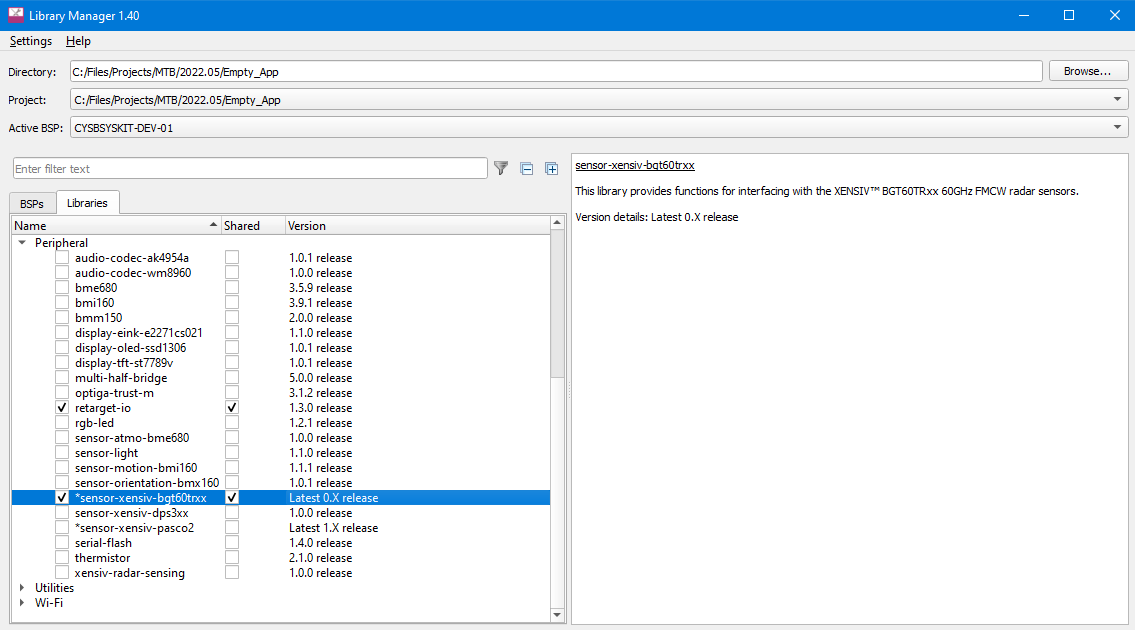 Library Manager 1.40
Settings Help
Directory: C:/Files/Projects/MTB/2022.05/Empty_App Browse...
Project: C:/Files/Projects/MTB/2022.05/Empty_App
Active BSP: CYSBSYSKIT-DEV-01
Enter filter text
BSPs Libraries
Name Shared Version
Peripheral
audio-codec-ak4954a 1.0.1 release
audio-codec-wm8960 1.0.0 release
bme680 3.5.9 release
bmi160 3.9.1 release
bmm150 2.0.0 release
display-eink-e2271cs021 1.1.0 release
display-oled-ssd1306 1.0.1 release
display-tft-st7789v 1.0.1 release
multi-half-bridge 5.0.0 release
optiga-trust-m 3.1.2 release
retarget-io 1.3.0 release
rgb-led 1.2.1 release
sensor-atmo-bme680 1.0.0 release
sensor-light 1.1.0 release
sensor-motion-bmi160 1.1.1 release
sensor-orientation-bmx160 1.0.1 release
*sensor-xensiv-bgt60trxx Latest 0.X release
sensor-xensiv-dps3xx 1.0.0 release
*sensor-xensiv-pasco2 Latest 1.X release
serial-flash 1.4.0 release
thermistor 2.1.0 release
xensiv-radar-sensing 1.0.0 release
Utilities
Wi-Fi
sensor-xensiv-bgt60trxx
This library provides functions for interfacing with the XENSIV™ BGT60TRxx 60GHz FMCW radar sensors.
Version details: Latest 0.X release